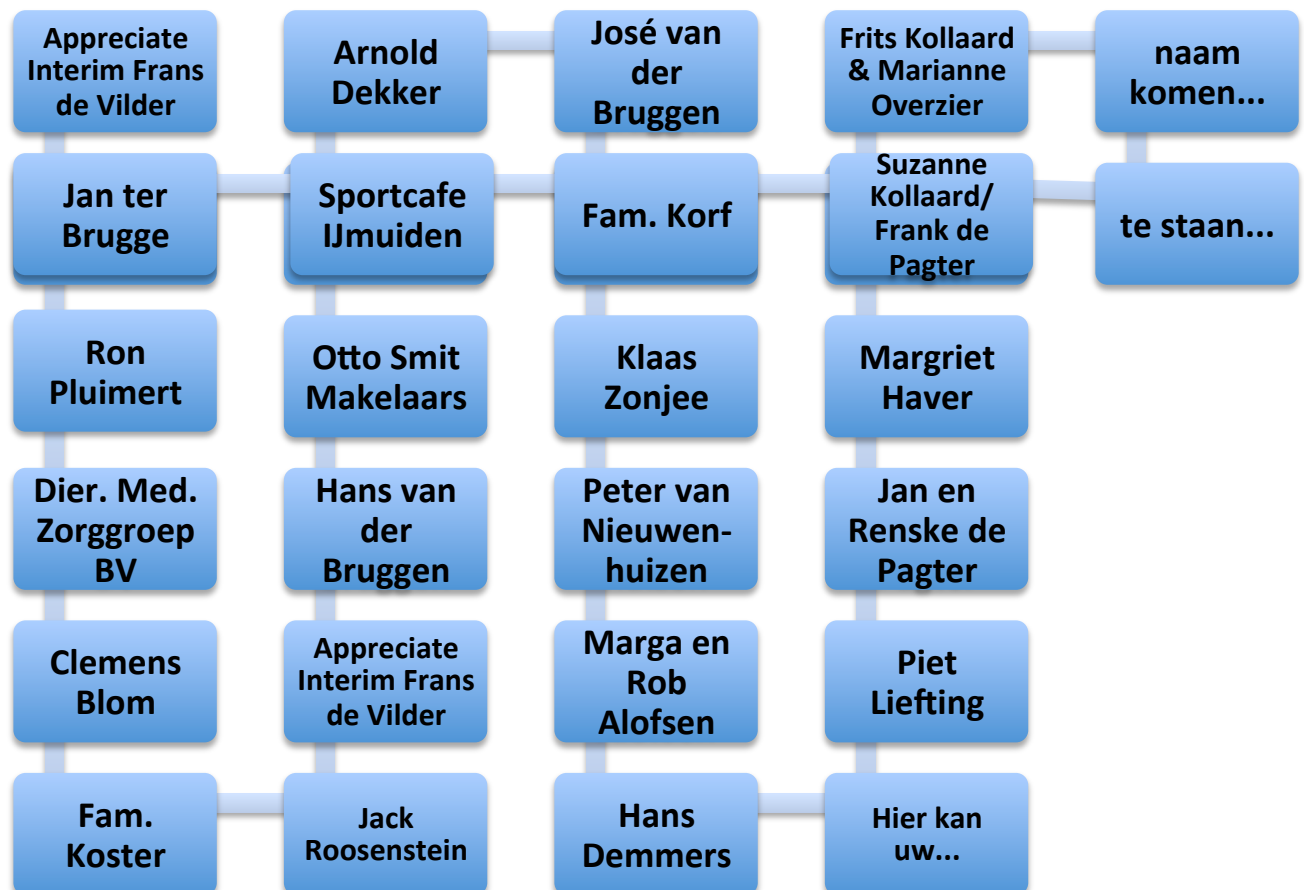 Appreciate
Interim Frans
de Vilder
Arnold
Dekker
José van
der
Bruggen
Frits Kollaard
& Marianne
Overzier
naam
komen...
Jan ter
Brugge
Sportcafe
IJmuiden
Fam. Korf
Suzanne
Kollaard/
Frank de
Pagter
te staan...
Ron
Pluimert
Otto Smit
Makelaars
Klaas
Zonjee
Margriet
Haver
Dier. Med.
Zorggroep
BV
Hans van
der
Bruggen
Peter van
Nieuwen-
huizen
Jan en
Renske de
Pagter
Clemens
Blom
Appreciate
Interim Frans
de Vilder
Marga en
Rob
Alofsen
Piet
Liefting
Fam.
Koster
Jack
Roosenstein
Hans
Demmers
Hier kan
uw...